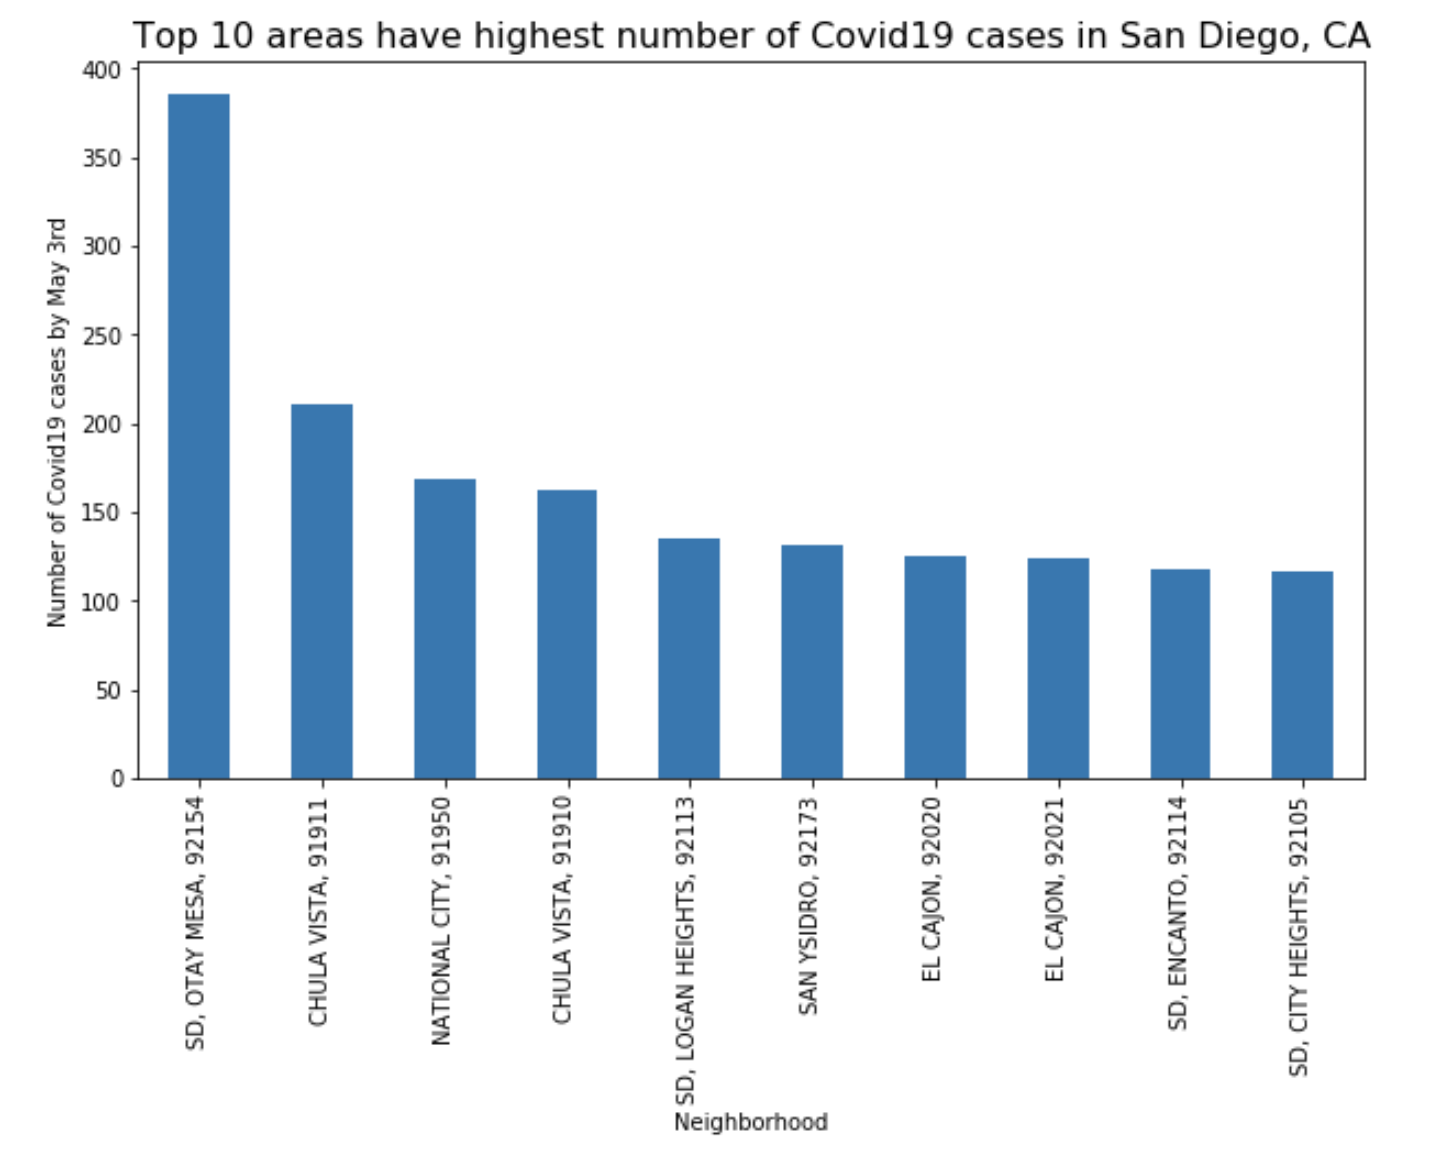 Top 10 areas have highest number of Covid19 cases in San Diego, CA
Number of Covid19 cases by May 3rd
400
350
300
250
200
150
100
50
0
SD, OTAY MESA, 92154
CHULA VISTA, 91911
NATIONAL CITY, 91950
CHULA VISTA, 91910
SD, LOGAN HEIGHTS, 92113
SAN YSIDRO, 92173
EL CAJON, 92020
EL CAJON, 92021
SD, ENCANTO, 92114
SD, CITY HEIGHTS, 92105
Neighborhood